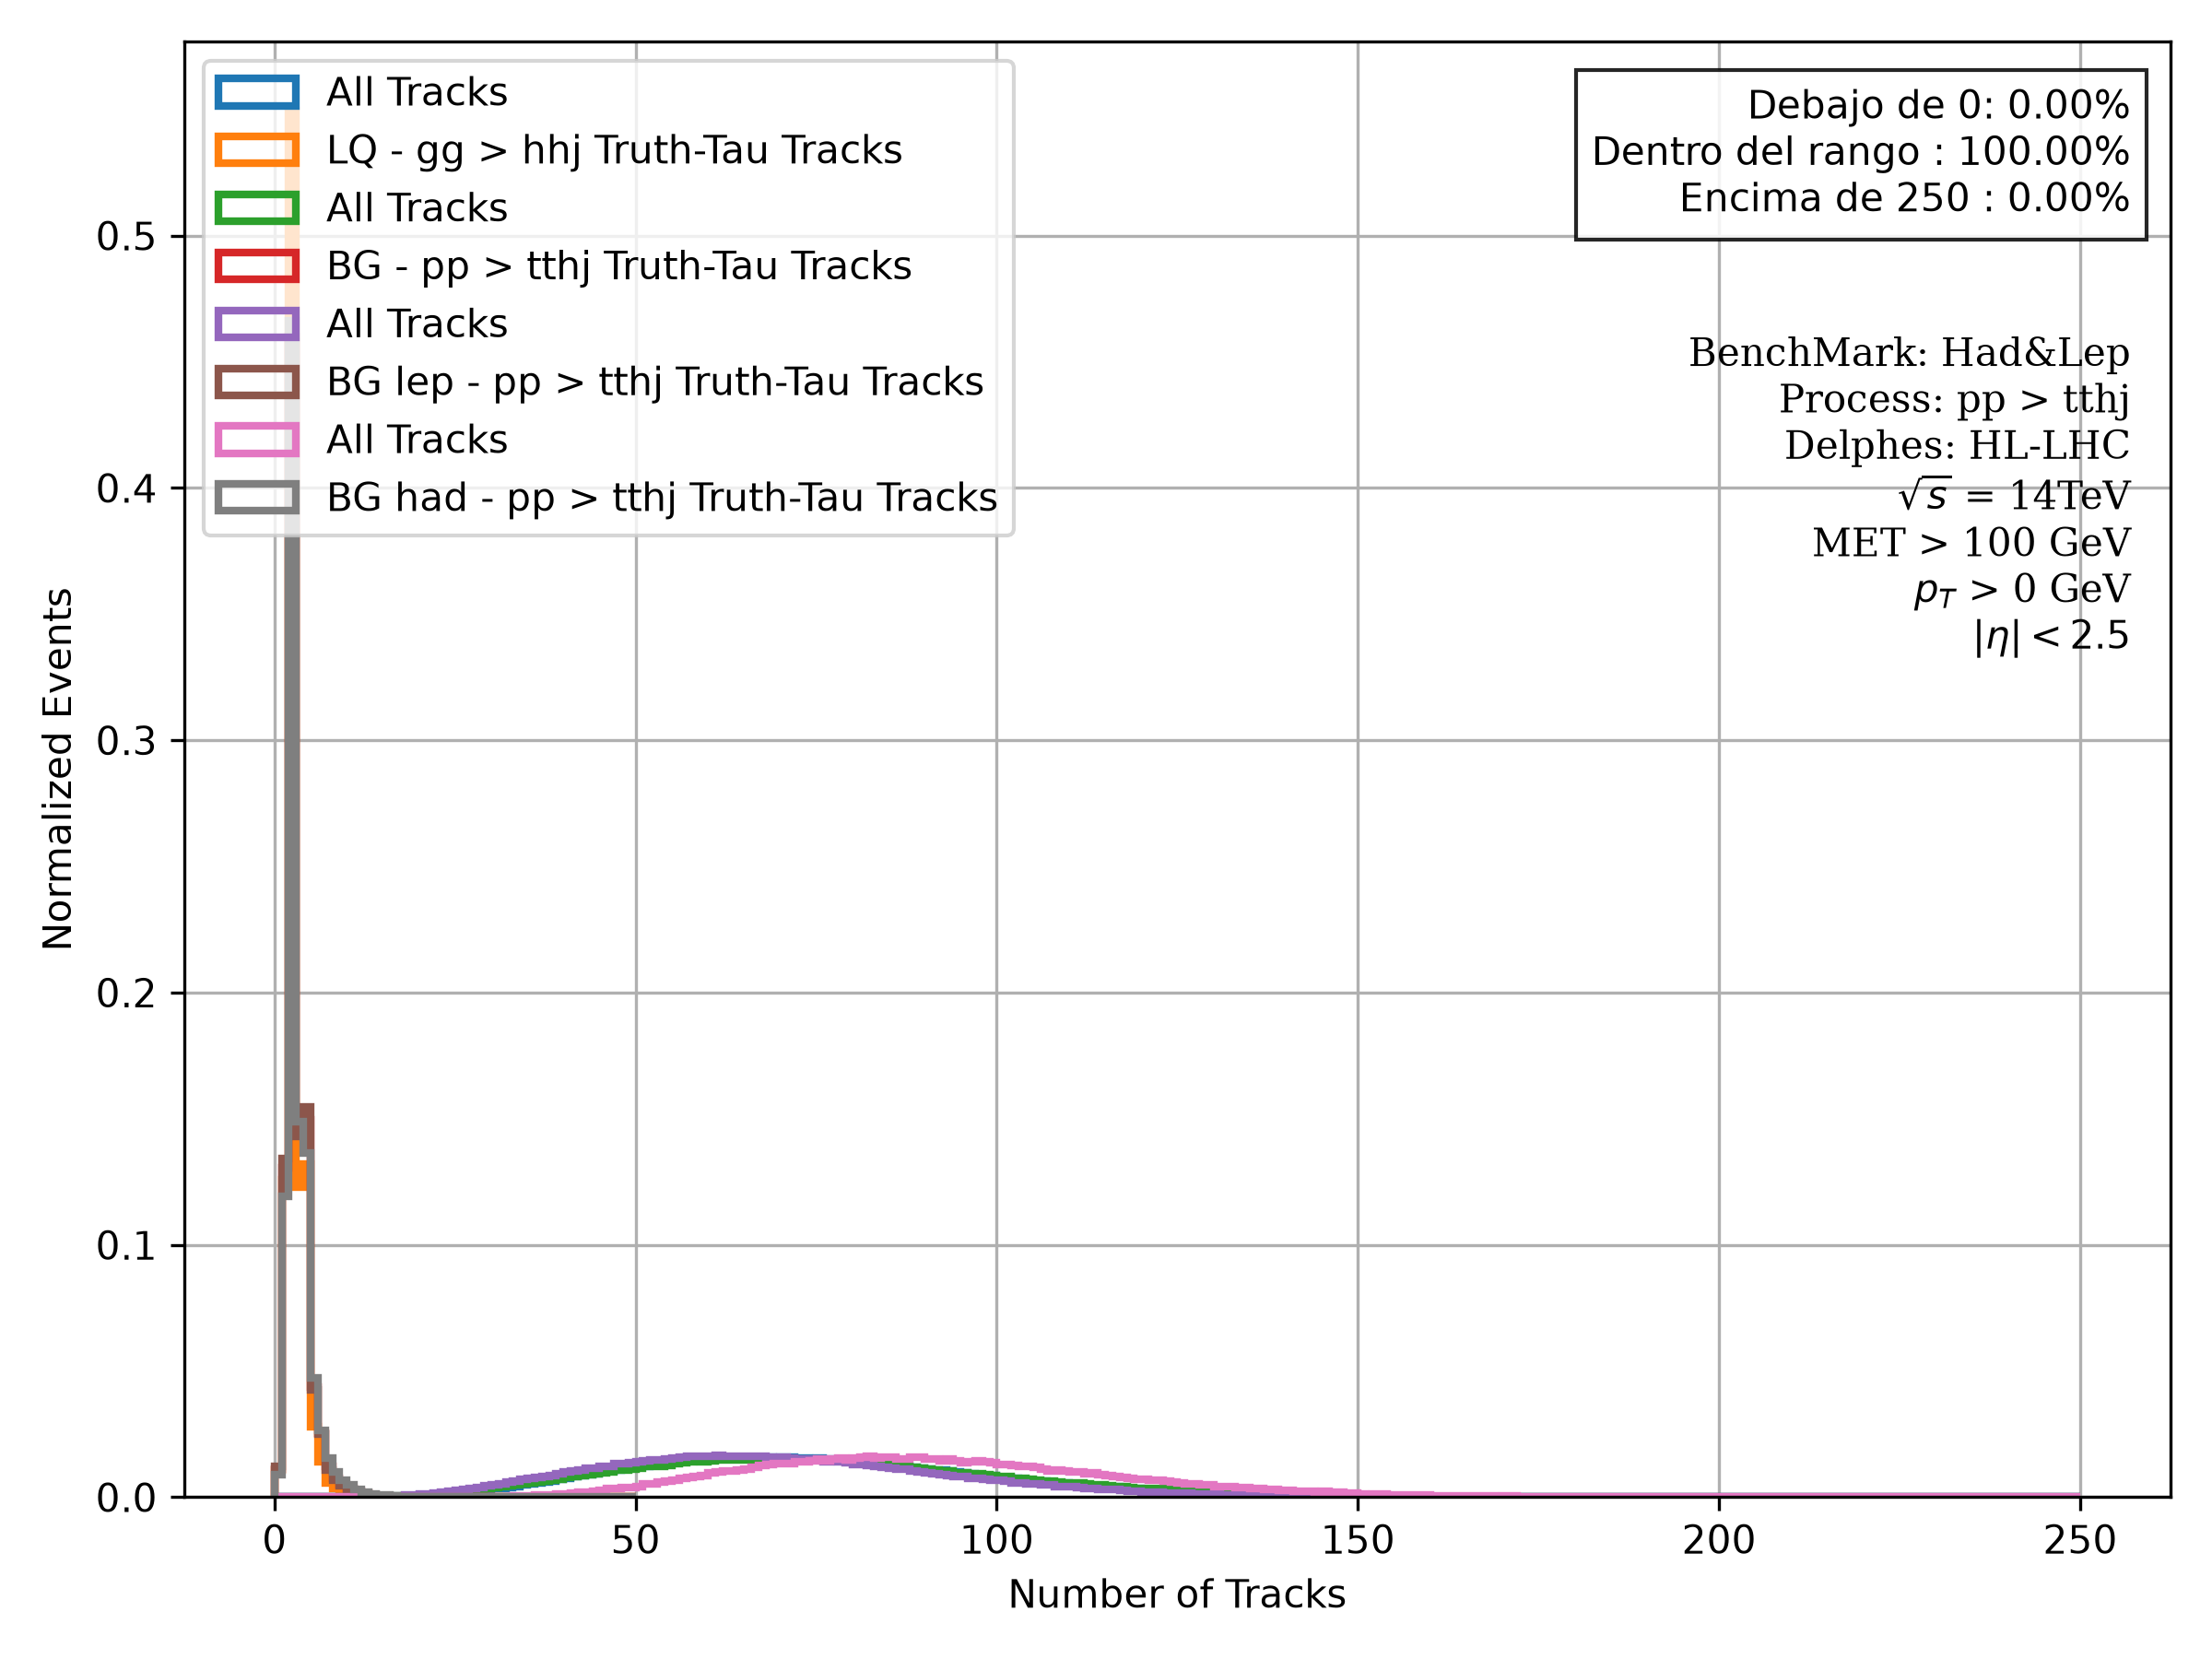 All Tracks
LQ - gg > hhj Truth-Tau Tracks
All Tracks
BG - pp > tthj Truth-Tau Tracks
All Tracks
BG lep - pp > tthj Truth-Tau Tracks
All Tracks
BG had - pp > tthj Truth-Tau Tracks
Debajo de 0: 0.00%
Dentro del rango : 100.00%
Encima de 250 : 0.00%
BenchMark: Had&Lep
Process: pp > tthj
Delphes: HL-LHC
√s = 14TeV
MET > 100 GeV
p_T > 0 GeV
|η| < 2.5
Normalized Events
0.5
0.4
0.3
0.2
0.1
0.0
0 50 100 150 200 250
Number of Tracks